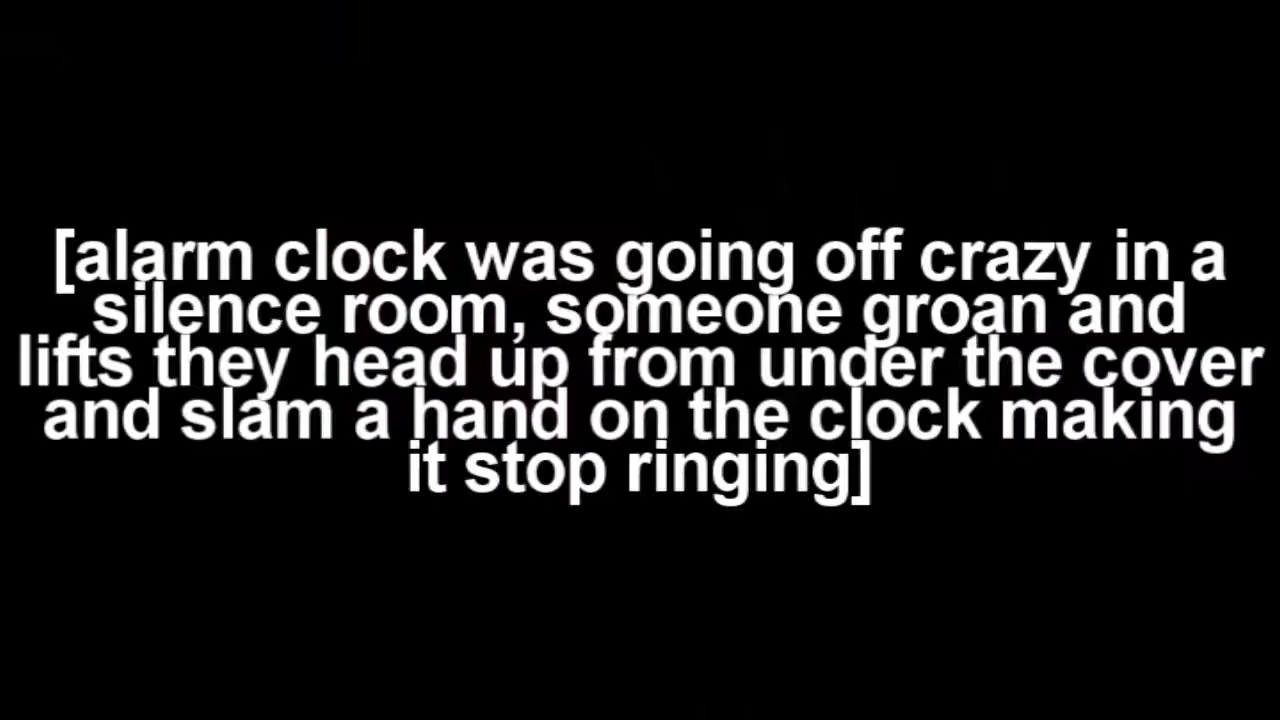 [alarm clock was going off crazy in a
silence room, someone groan and
lifts they head up from under the cover
and slam a hand on the clock making
it stop ringing]